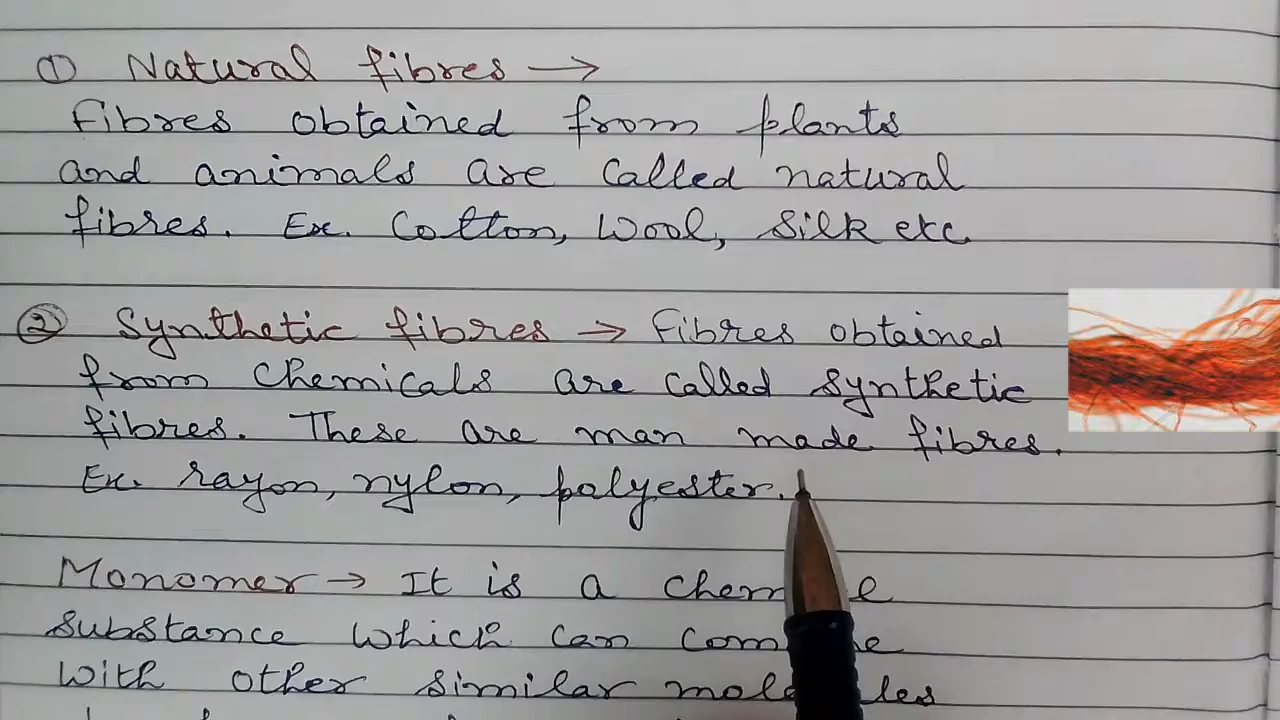 ① Natural fibres →
Fibres obtained from plants
and animals are called natural
fibres. Ex. Cotton, Wool, Silk etc.
② Synthetic fibres → Fibres obtained
from Chemicals are called synthetic
fibres. These are man made fibres.
Ex. rayon, nylon, polyester.
Monomer → It is a
substance which can
with other similar